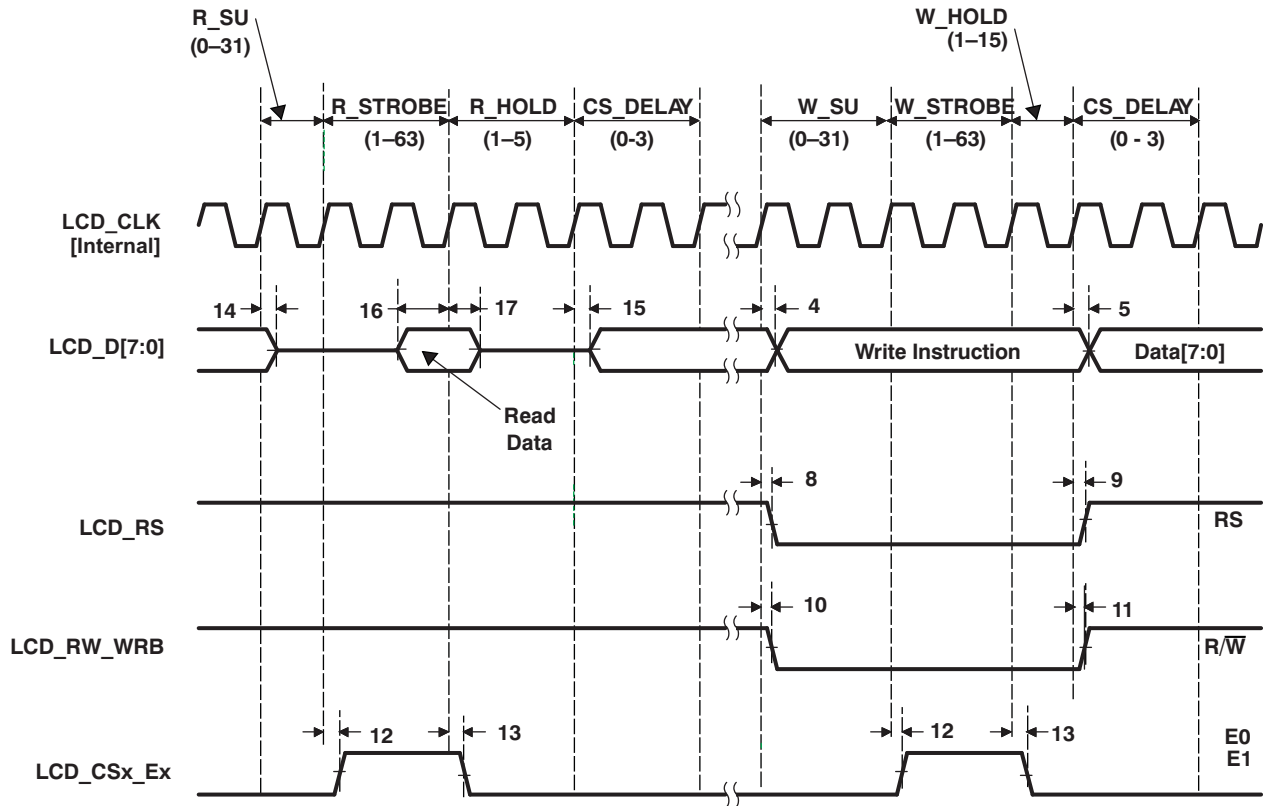 R_SU
(0–31)
W_HOLD
(1–15)
R_STROBE R_HOLD CS_DELAY W_SU W_STROBE CS_DELAY
(1–63) (1–5) (0-3) (0–31) (1–63) (0 - 3)
LCD_CLK
[Internal]
14 16 17 15 4 5
LCD_D[7:0] Write Instruction Data[7:0]
Read
Data
8 9
LCD_RS RS
10 11
LCD_RW_WRB R/W̅
12 13 12 13
LCD_CSx_Ex
E0
E1